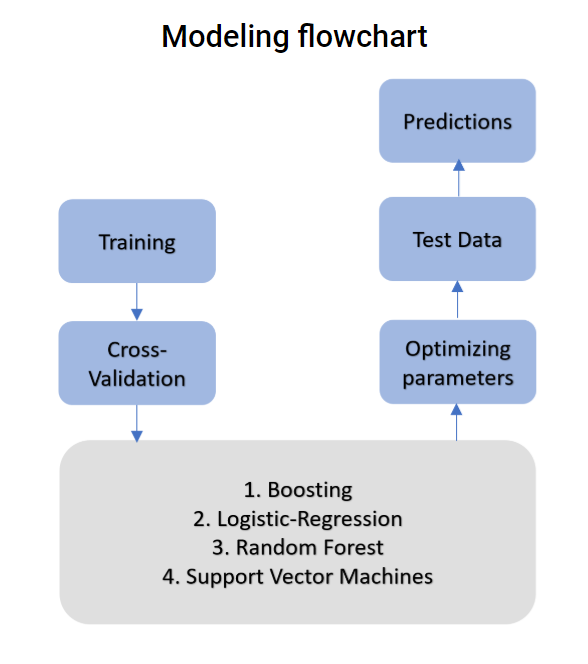 Modeling flowchart
Training
Cross-
Validation
1. Boosting
2. Logistic-Regression
3. Random Forest
4. Support Vector Machines
Optimizing
parameters
Test Data
Predictions